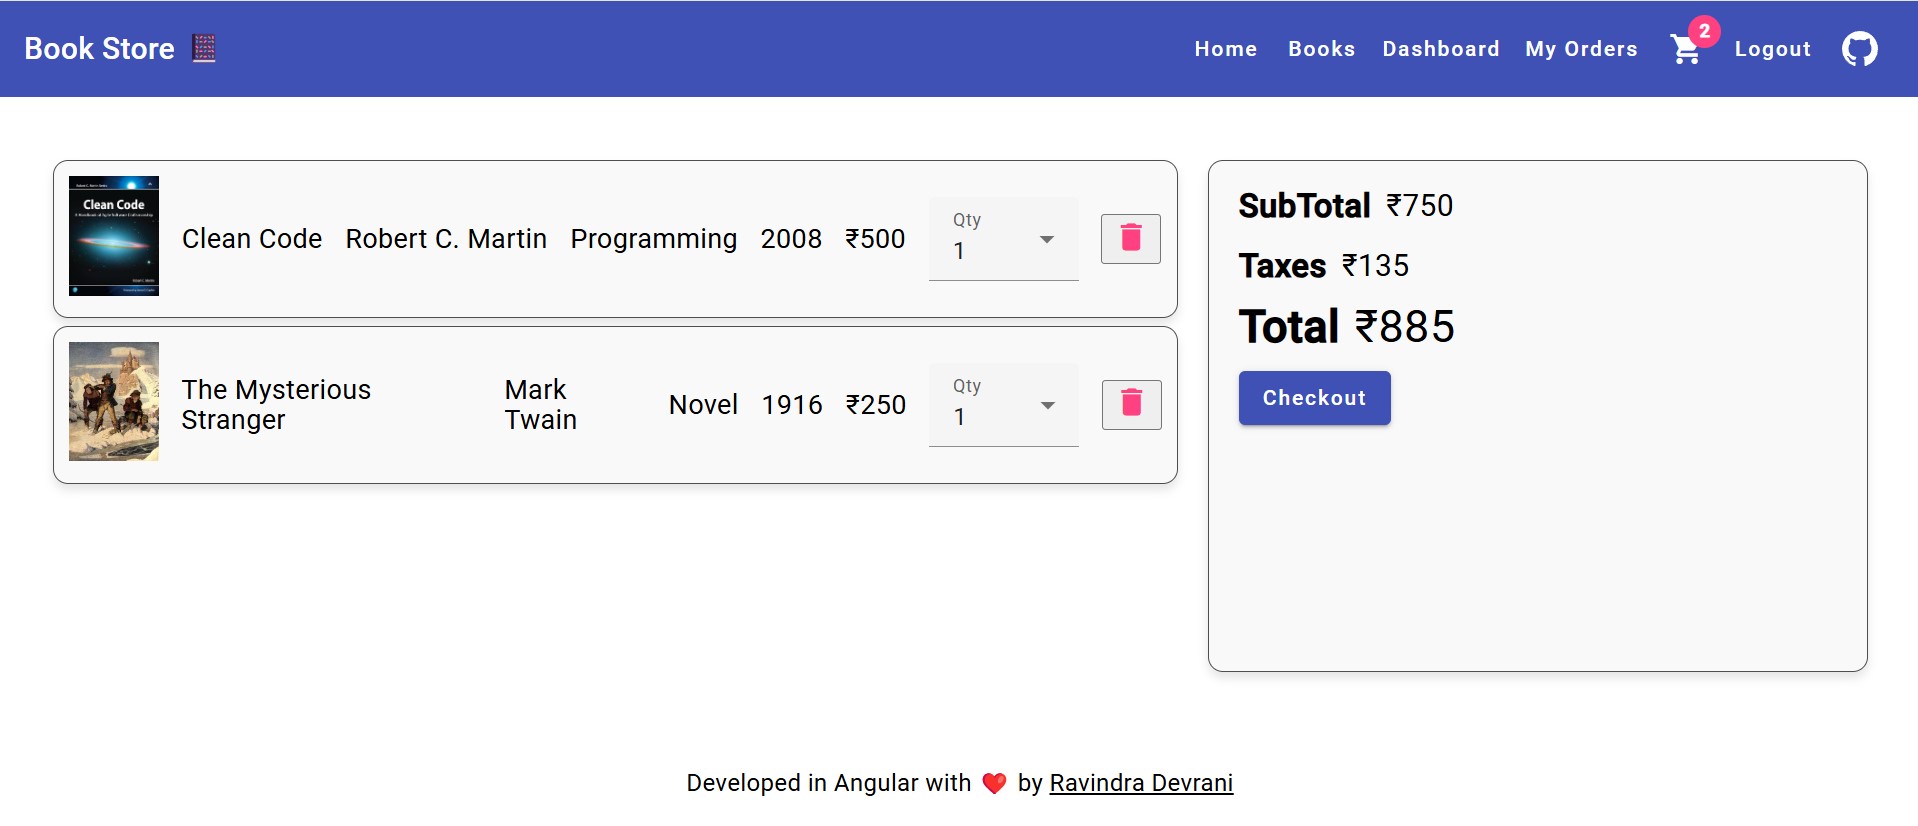 Book Store
Home Books Dashboard My Orders 2 Logout
Clean Code
Clean Code Robert C. Martin Programming 2008 ₹500
Qty
1
The Mysterious
Stranger
Mark
Twain
Novel 1916 ₹250
Qty
1
SubTotal ₹750
Taxes ₹135
Total ₹885
Checkout
Developed in Angular with ❤️ by Ravindra Devrani